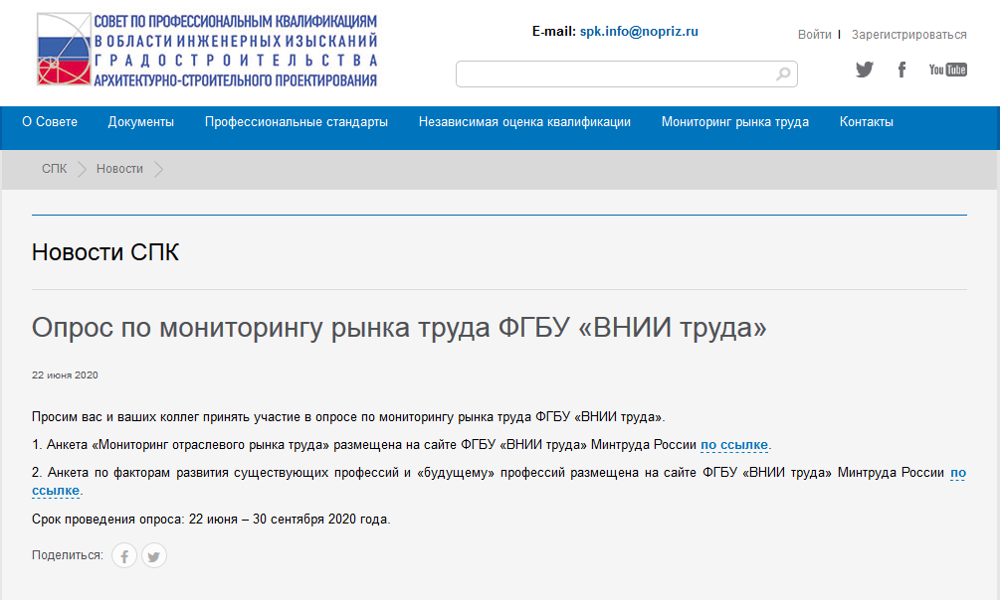 СОВЕТ ПО ПРОФЕССИОНАЛЬНЫМ КВАЛИФИКАЦИЯМ
В ОБЛАСТИ ИНЖЕНЕРНЫХ ИЗЫСКАНИЙ
ГРАДОСТРОИТЕЛЬСТВА
АРХИТЕКТУРНО-СТРОИТЕЛЬНОГО ПРОЕКТИРОВАНИЯ
E-mail: spk.info@nopriz.ru
Войти I Зарегистрироваться
You Tube
О Совете Документы Профессиональные стандарты Независимая оценка квалификации Мониторинг рынка труда Контакты
СПК Новости
Новости СПК
Опрос по мониторингу рынка труда ФГБУ «ВНИИ труда»
22 июня 2020
Просим вас и ваших коллег принять участие в опросе по мониторингу рынка труда ФГБУ «ВНИИ труда».
1. Анкета «Мониторинг отраслевого рынка труда» размещена на сайте ФГБУ «ВНИИ труда» Минтруда России по ссылке.
2. Анкета по факторам развития существующих профессий и «будущему» профессий размещена на сайте ФГБУ «ВНИИ труда» Минтруда России по
ссылке.
Срок проведения опроса: 22 июня – 30 сентября 2020 года.
Поделиться: